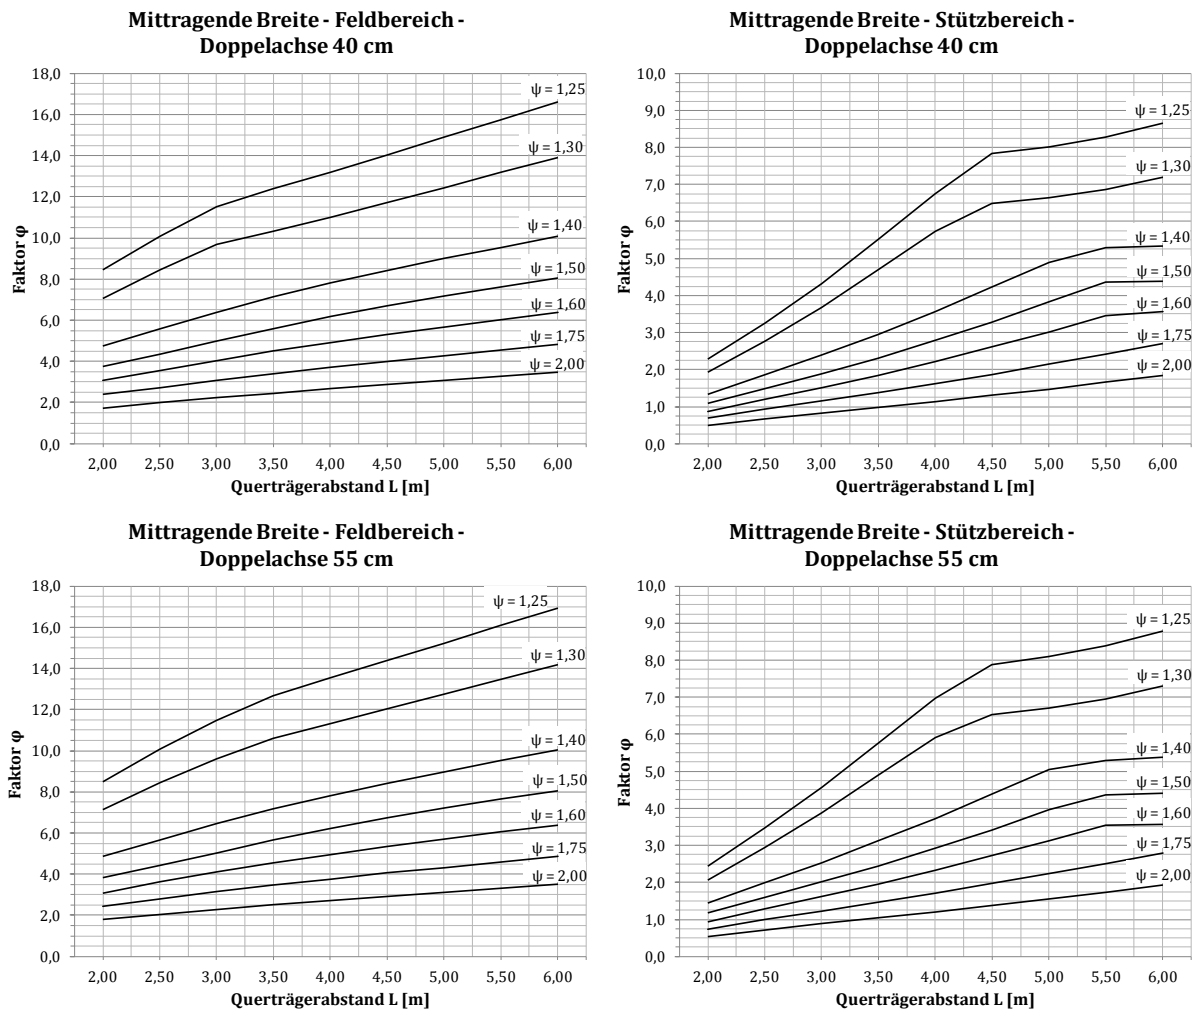 Mittragende Breite - Feldbereich -
Doppelachse 40 cm
18,0
16,0
14,0
12,0
10,0
8,0
6,0
4,0
2,0
0,0
Faktor φ
ψ = 1,25
ψ = 1,30
ψ = 1,40
ψ = 1,50
ψ = 1,60
ψ = 1,75
ψ = 2,00
2,00 2,50 3,00 3,50 4,00 4,50 5,00 5,50 6,00
Querträgerabstand L [m]
Mittragende Breite - Stützbereich -
Doppelachse 40 cm
10,0
9,0
8,0
7,0
6,0
5,0
4,0
3,0
2,0
1,0
0,0
Faktor φ
ψ = 1,25
ψ = 1,30
ψ = 1,40
ψ = 1,50
ψ = 1,60
ψ = 1,75
ψ = 2,00
2,00 2,50 3,00 3,50 4,00 4,50 5,00 5,50 6,00
Querträgerabstand L [m]
Mittragende Breite - Feldbereich -
Doppelachse 55 cm
18,0
16,0
14,0
12,0
10,0
8,0
6,0
4,0
2,0
0,0
Faktor φ
ψ = 1,25
ψ = 1,30
ψ = 1,40
ψ = 1,50
ψ = 1,60
ψ = 1,75
ψ = 2,00
2,00 2,50 3,00 3,50 4,00 4,50 5,00 5,50 6,00
Querträgerabstand L [m]
Mittragende Breite - Stützbereich -
Doppelachse 55 cm
10,0
9,0
8,0
7,0
6,0
5,0
4,0
3,0
2,0
1,0
0,0
Faktor φ
ψ = 1,25
ψ = 1,30
ψ = 1,40
ψ = 1,50
ψ = 1,60
ψ = 1,75
ψ = 2,00
2,00 2,50 3,00 3,50 4,00 4,50 5,00 5,50 6,00
Querträgerabstand L [m]